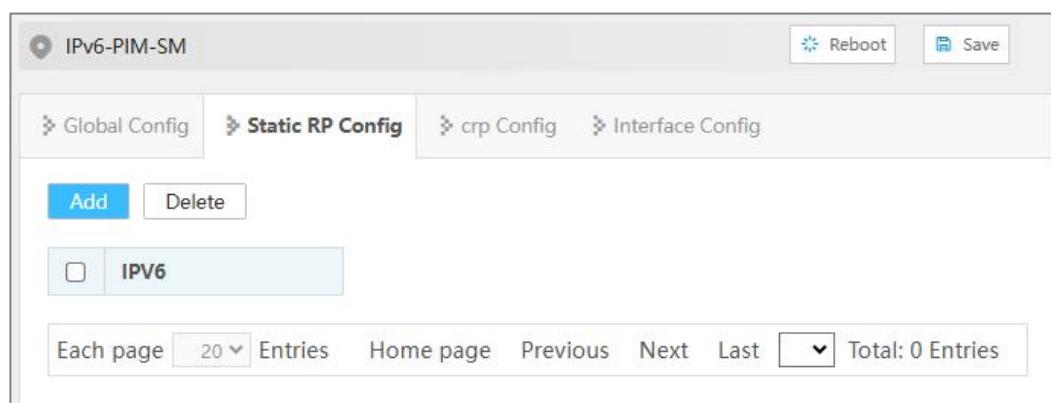 IPv6-PIM-SM Reboot Save
Global Config Static RP Config crp Config Interface Config
Add Delete
IPV6
Each page 20 Entries Home page Previous Next Last Total: 0 Entries